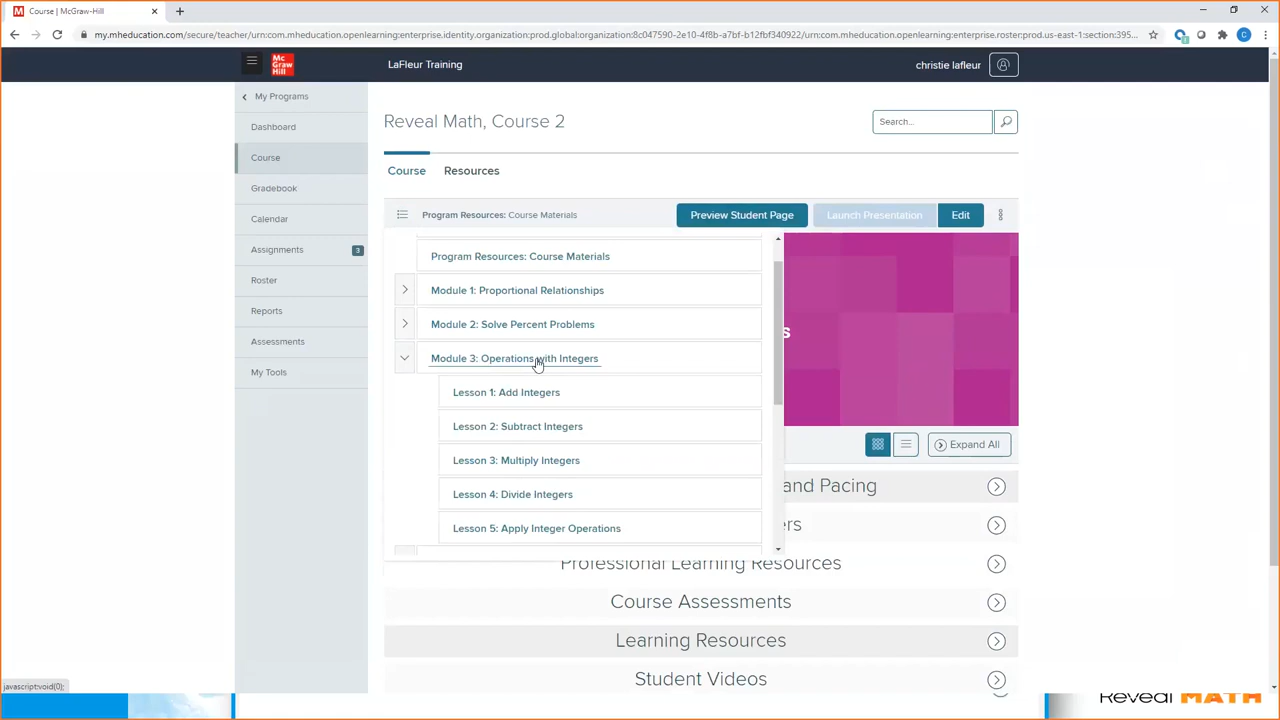 Course | McGraw-Hill
my.mheducation.com/secure/teacher/urn:com.mheducation.openlearning:enterprise.identity.organization:prod.global:organization:8c047590-2e10-4f8b-a7bf-b12fbf340922/urn:com.mheducation.openlearning:enterprise.roster:prod.us-east-1:section:395...
Mc
Graw
Hill
LaFleur Training
christie lafleur
My Programs
Dashboard
Course
Gradebook
Calendar
Assignments 3
Roster
Reports
Assessments
My Tools
Reveal Math, Course 2
Search...
Course
Resources
Program Resources: Course Materials
Preview Student Page
Launch Presentation
Edit
Program Resources: Course Materials
Module 1: Proportional Relationships
Module 2: Solve Percent Problems
Module 3: Operations with Integers
Lesson 1: Add Integers
Lesson 2: Subtract Integers
Lesson 3: Multiply Integers
Lesson 4: Divide Integers
Lesson 5: Apply Integer Operations
Expand All
and Pacing
Professional Learning Resources
Course Assessments
Learning Resources
Student Videos
javascript:void(0);
Reveal MATH